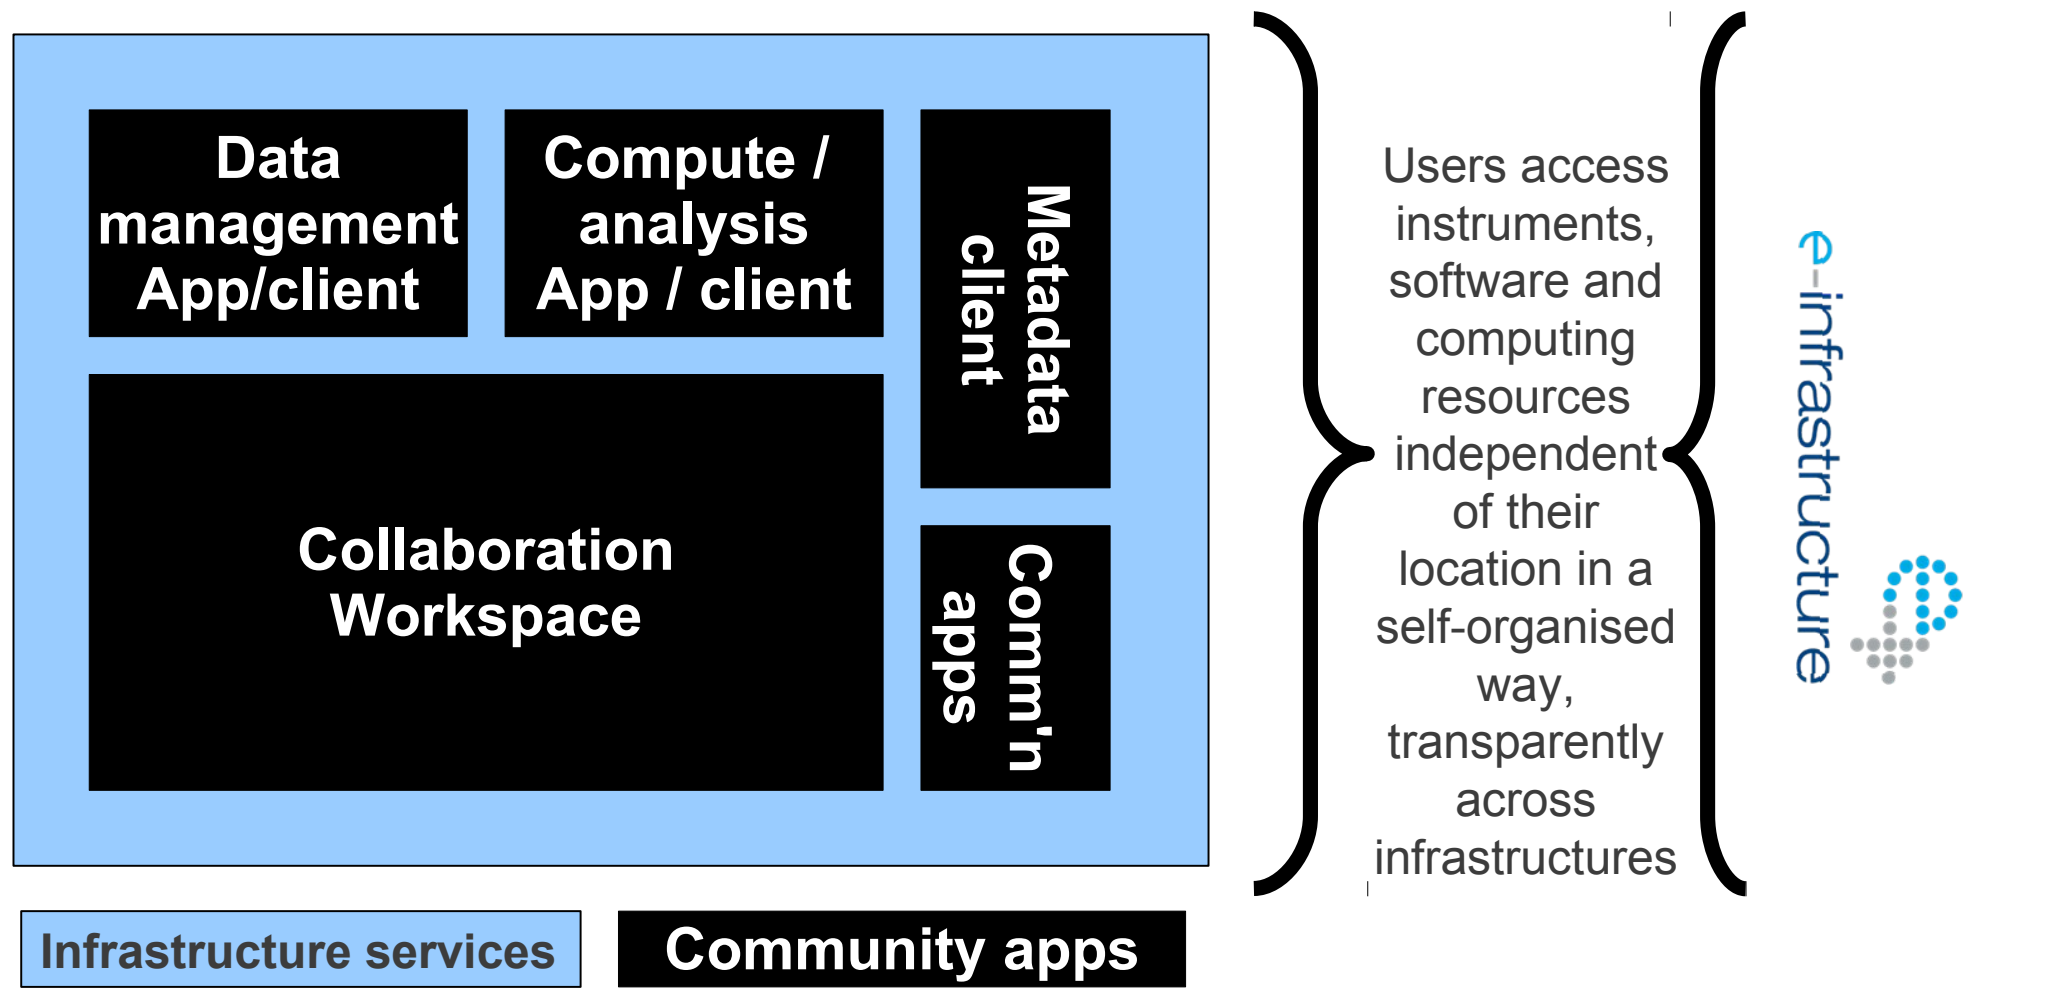 Data
management
App/client
Compute /
analysis
App / client
Metadata
client
Collaboration
Workspace
Comm'n
apps
Users access
instruments,
software and
computing
resources
independent
of their
location in a
self-organised
way,
transparently
across
infrastructures
e-infrastructure
Infrastructure services
Community apps